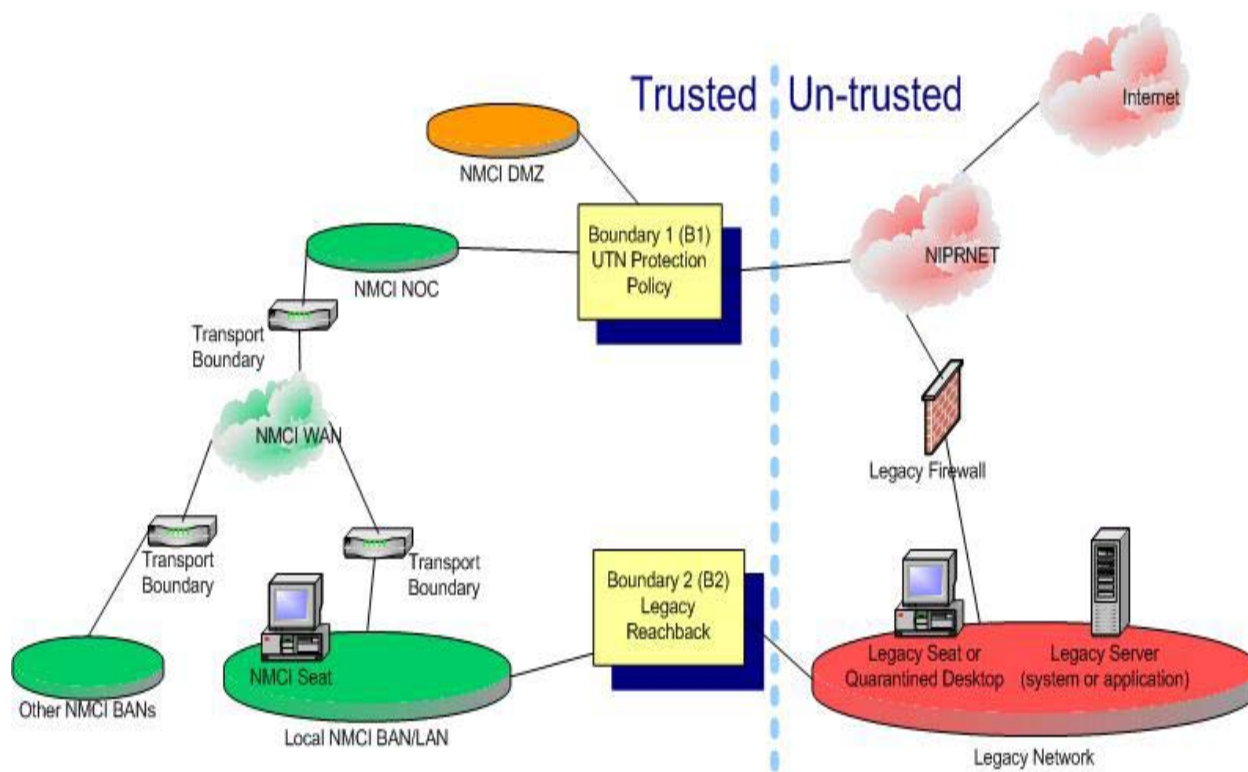 Trusted
Un-trusted
Internet
NMCI DMZ
Boundary 1 (B1)
UTN Protection
Policy
NIPRNET
NMCI NOC
Transport
Boundary
NMCI WAN
Legacy Firewall
Transport
Boundary
Transport
Boundary
Boundary 2 (B2)
Legacy
Reachback
NMCI Seat
Legacy Seat or
Quarantined Desktop
Legacy Server
(system or application)
Other NMCI BANs
Local NMCI BAN/LAN
Legacy Network